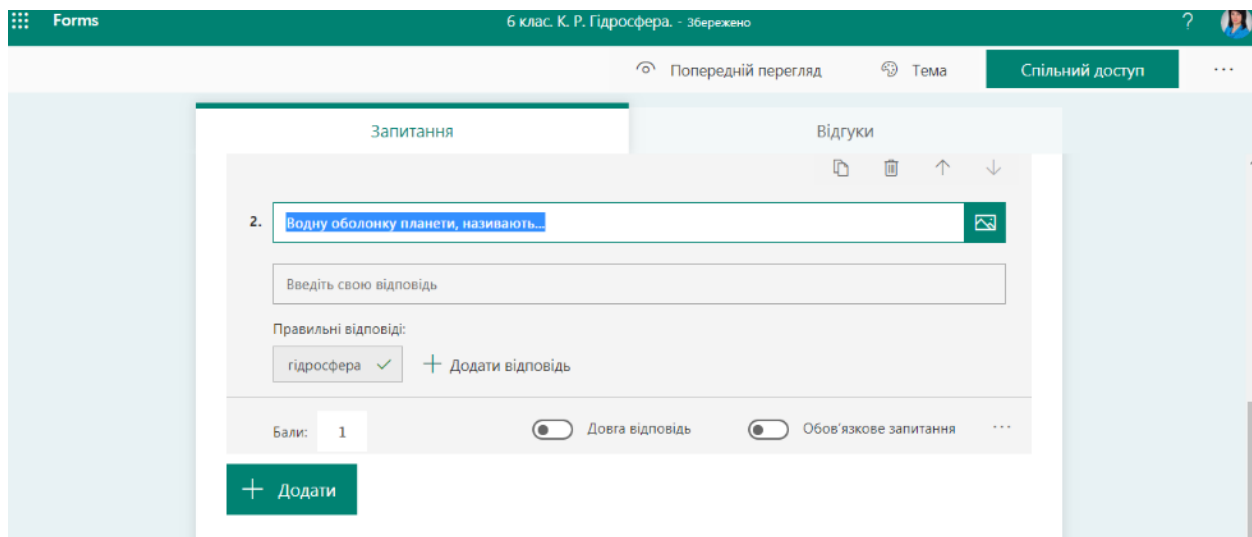 Forms
6 клас. К. Р. Гідросфера. - Збережено
?
Попередній перегляд
Тема
Спільний доступ
...
Запитання
Відгуки
2.
Водну оболонку планети, називають...
Введіть свою відповідь
Правильні відповіді:
гідросфера
+ Додати відповідь
Бали: 1
Довга відповідь
Обов'язкове запитання
...
+ Додати